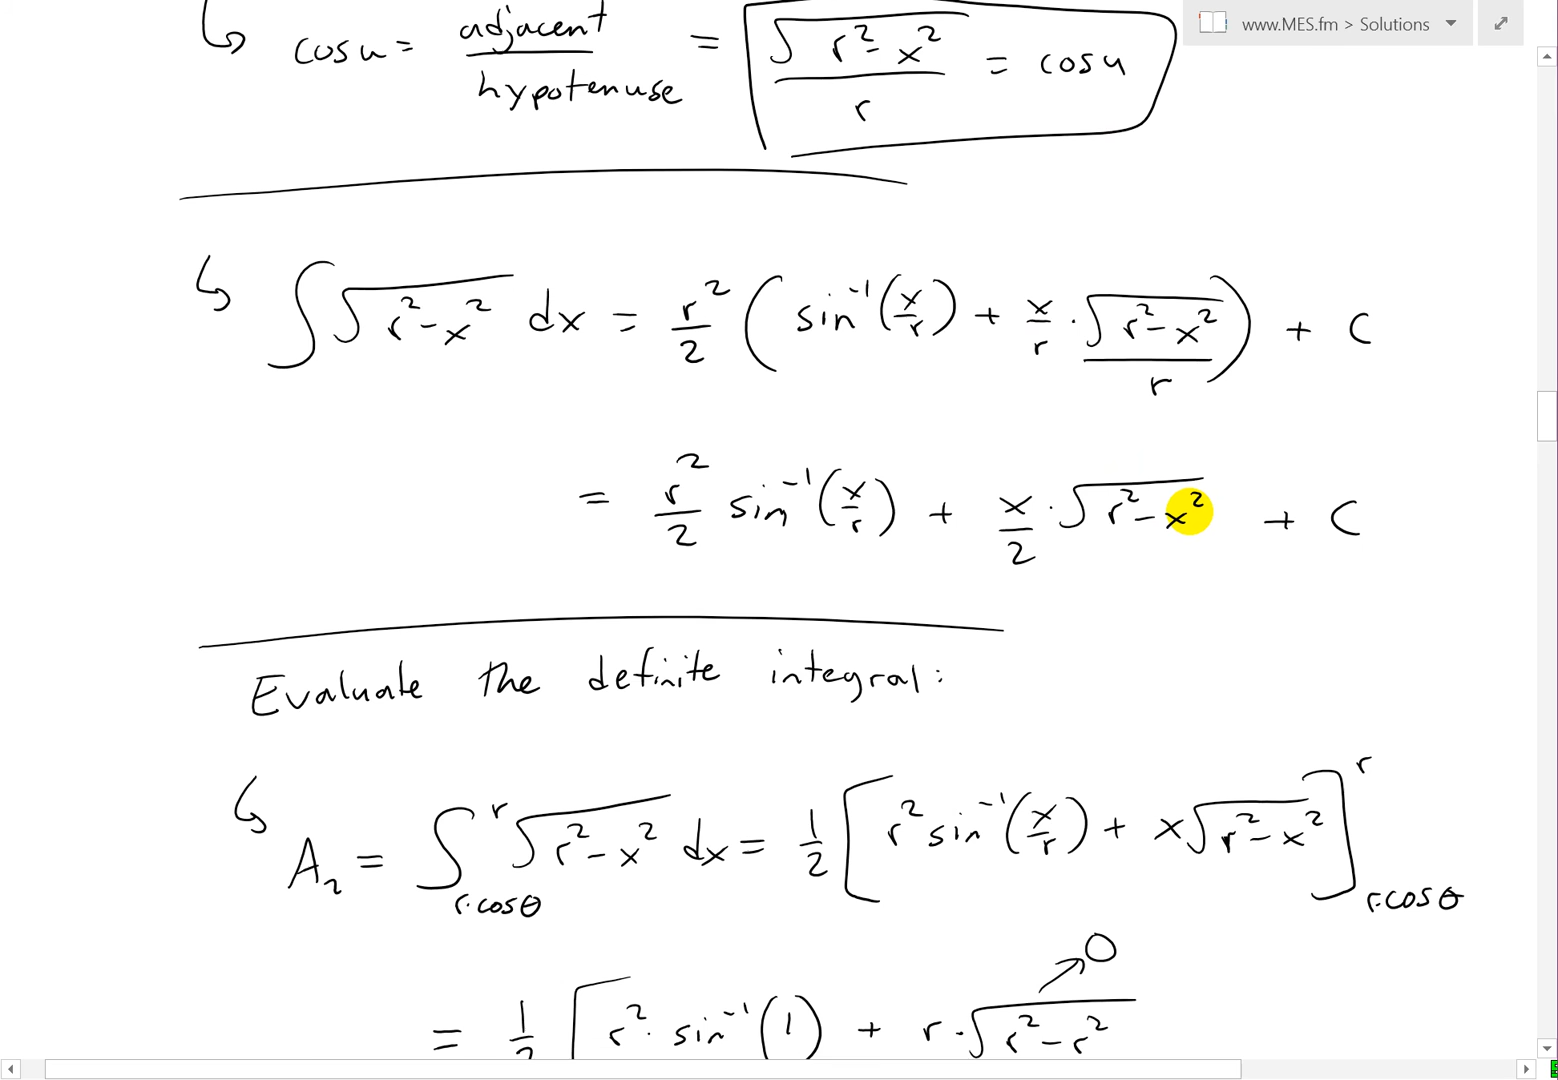 www.MES.fm > Solutions
↳ cos u = adjacent / hypotenuse = √(r² - x²) / r = cos u
↳ ∫ √(r² - x²) dx = r²/2 ( sin⁻¹(x/r) + x/r · √(r² - x²)/r ) + C
= r²/2 sin⁻¹(x/r) + x/2 · √(r² - x²) + C
Evaluate the definite integral:
↳ A₂ = ∫_{r·cosθ}^{r} √(r² - x²) dx = 1/2 [ r² sin⁻¹(x/r) + x√(r² - x²) ]_{r·cosθ}^{r}
= 1/2 [ r² · sin⁻¹(1) + r · √(r² - r²) ↗ 0